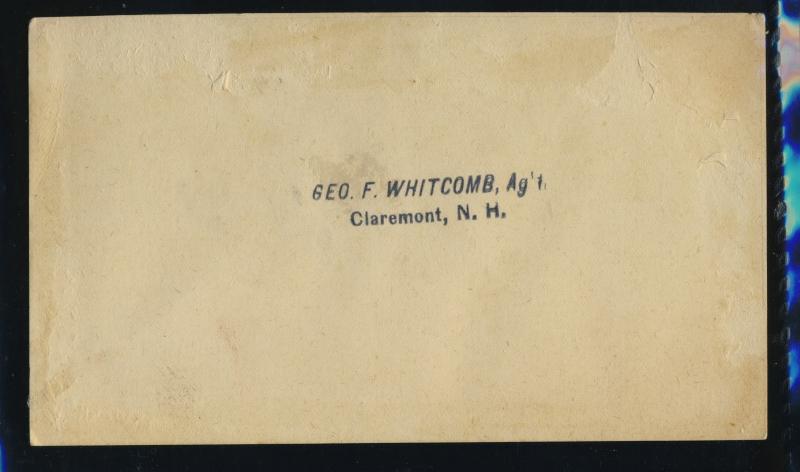 GEO. F. WHITCOMB, Ag't
Claremont, N. H.